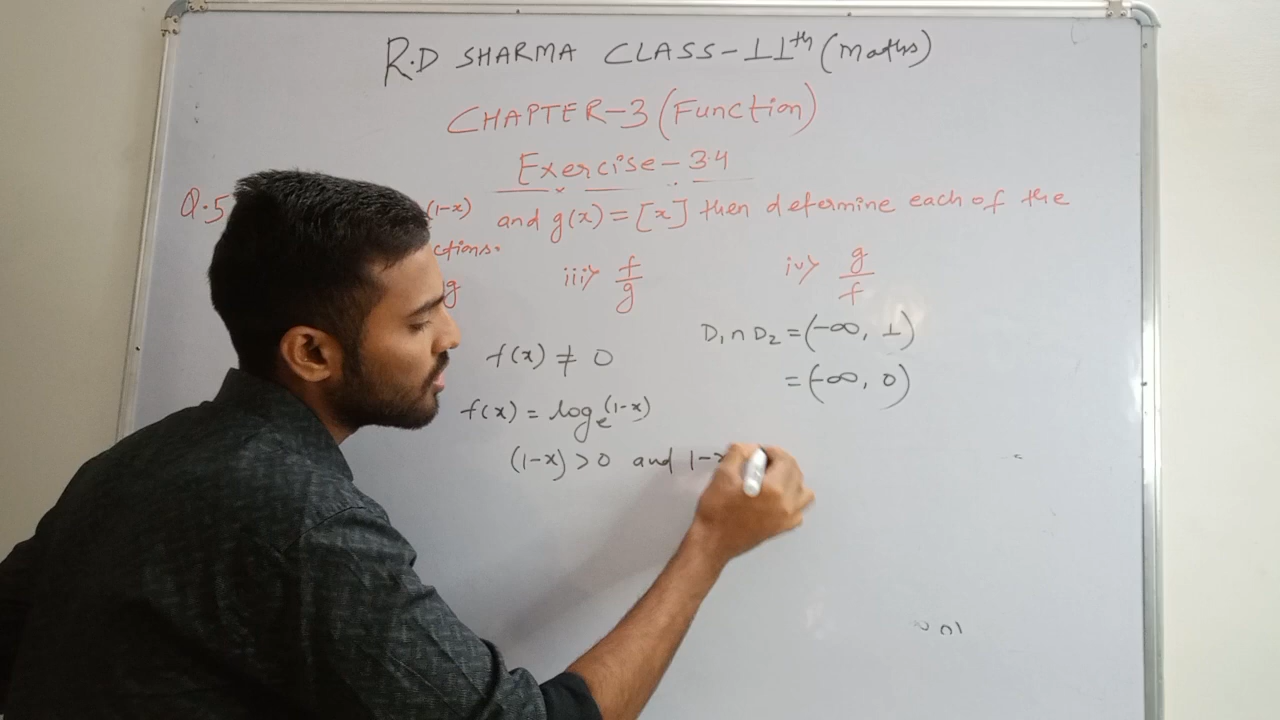 R.D SHARMA CLASS-11th (Maths)
CHAPTER-3 (Function)
Exercise-3.4
Q.5 (1-x) and g(x) = [x] then determine each of the
ctions.
g iii> f/g iv> g/f
f(x) ≠ 0
f(x) = logₑ(1-x)
(1-x) > 0 and 1-x
D₁ ∩ D₂ = (-∞, 1)
= (-∞, 0)